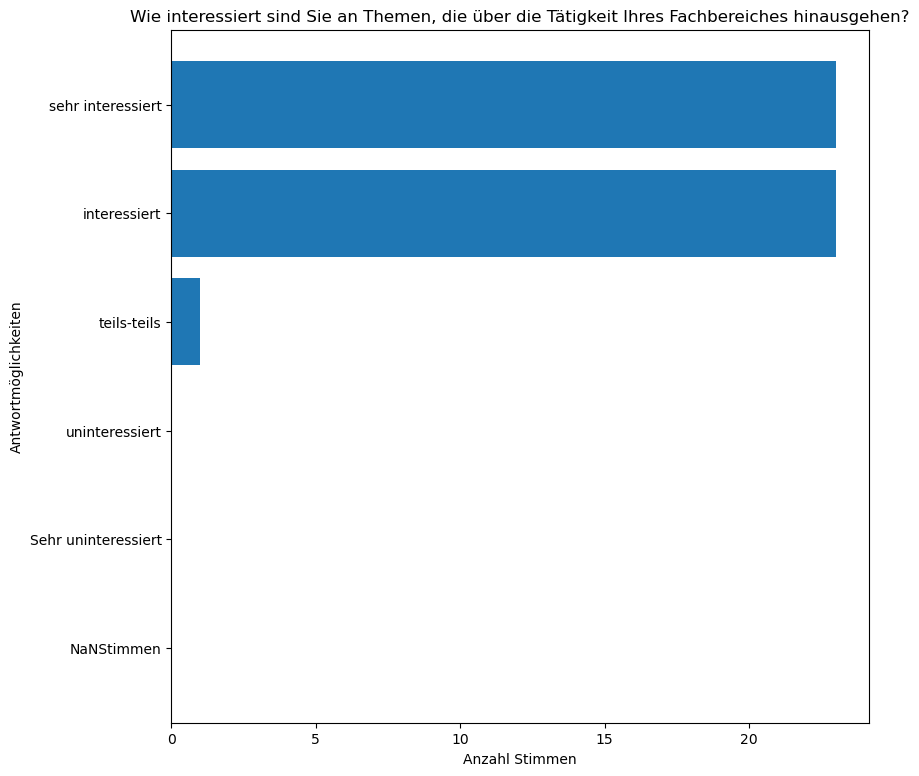 Wie interessiert sind Sie an Themen, die über die Tätigkeit Ihres Fachbereiches hinausgehen?
sehr interessiert
interessiert
teils-teils
uninteressiert
Sehr uninteressiert
NaNStimmen
Antwortmöglichkeiten
0 5 10 15 20
Anzahl Stimmen